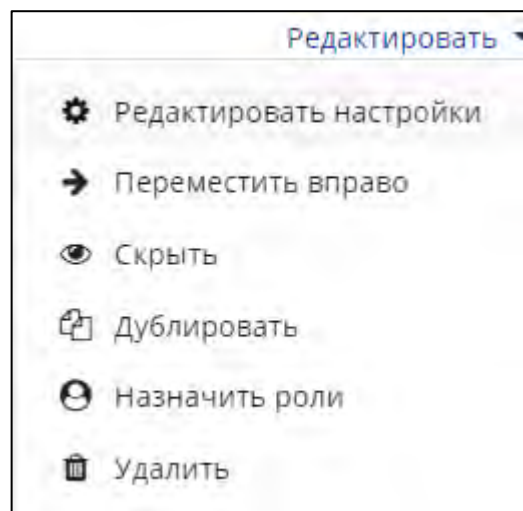 Редактировать
Редактировать настройки
Переместить вправо
Скрыть
Дублировать
Назначить роли
Удалить